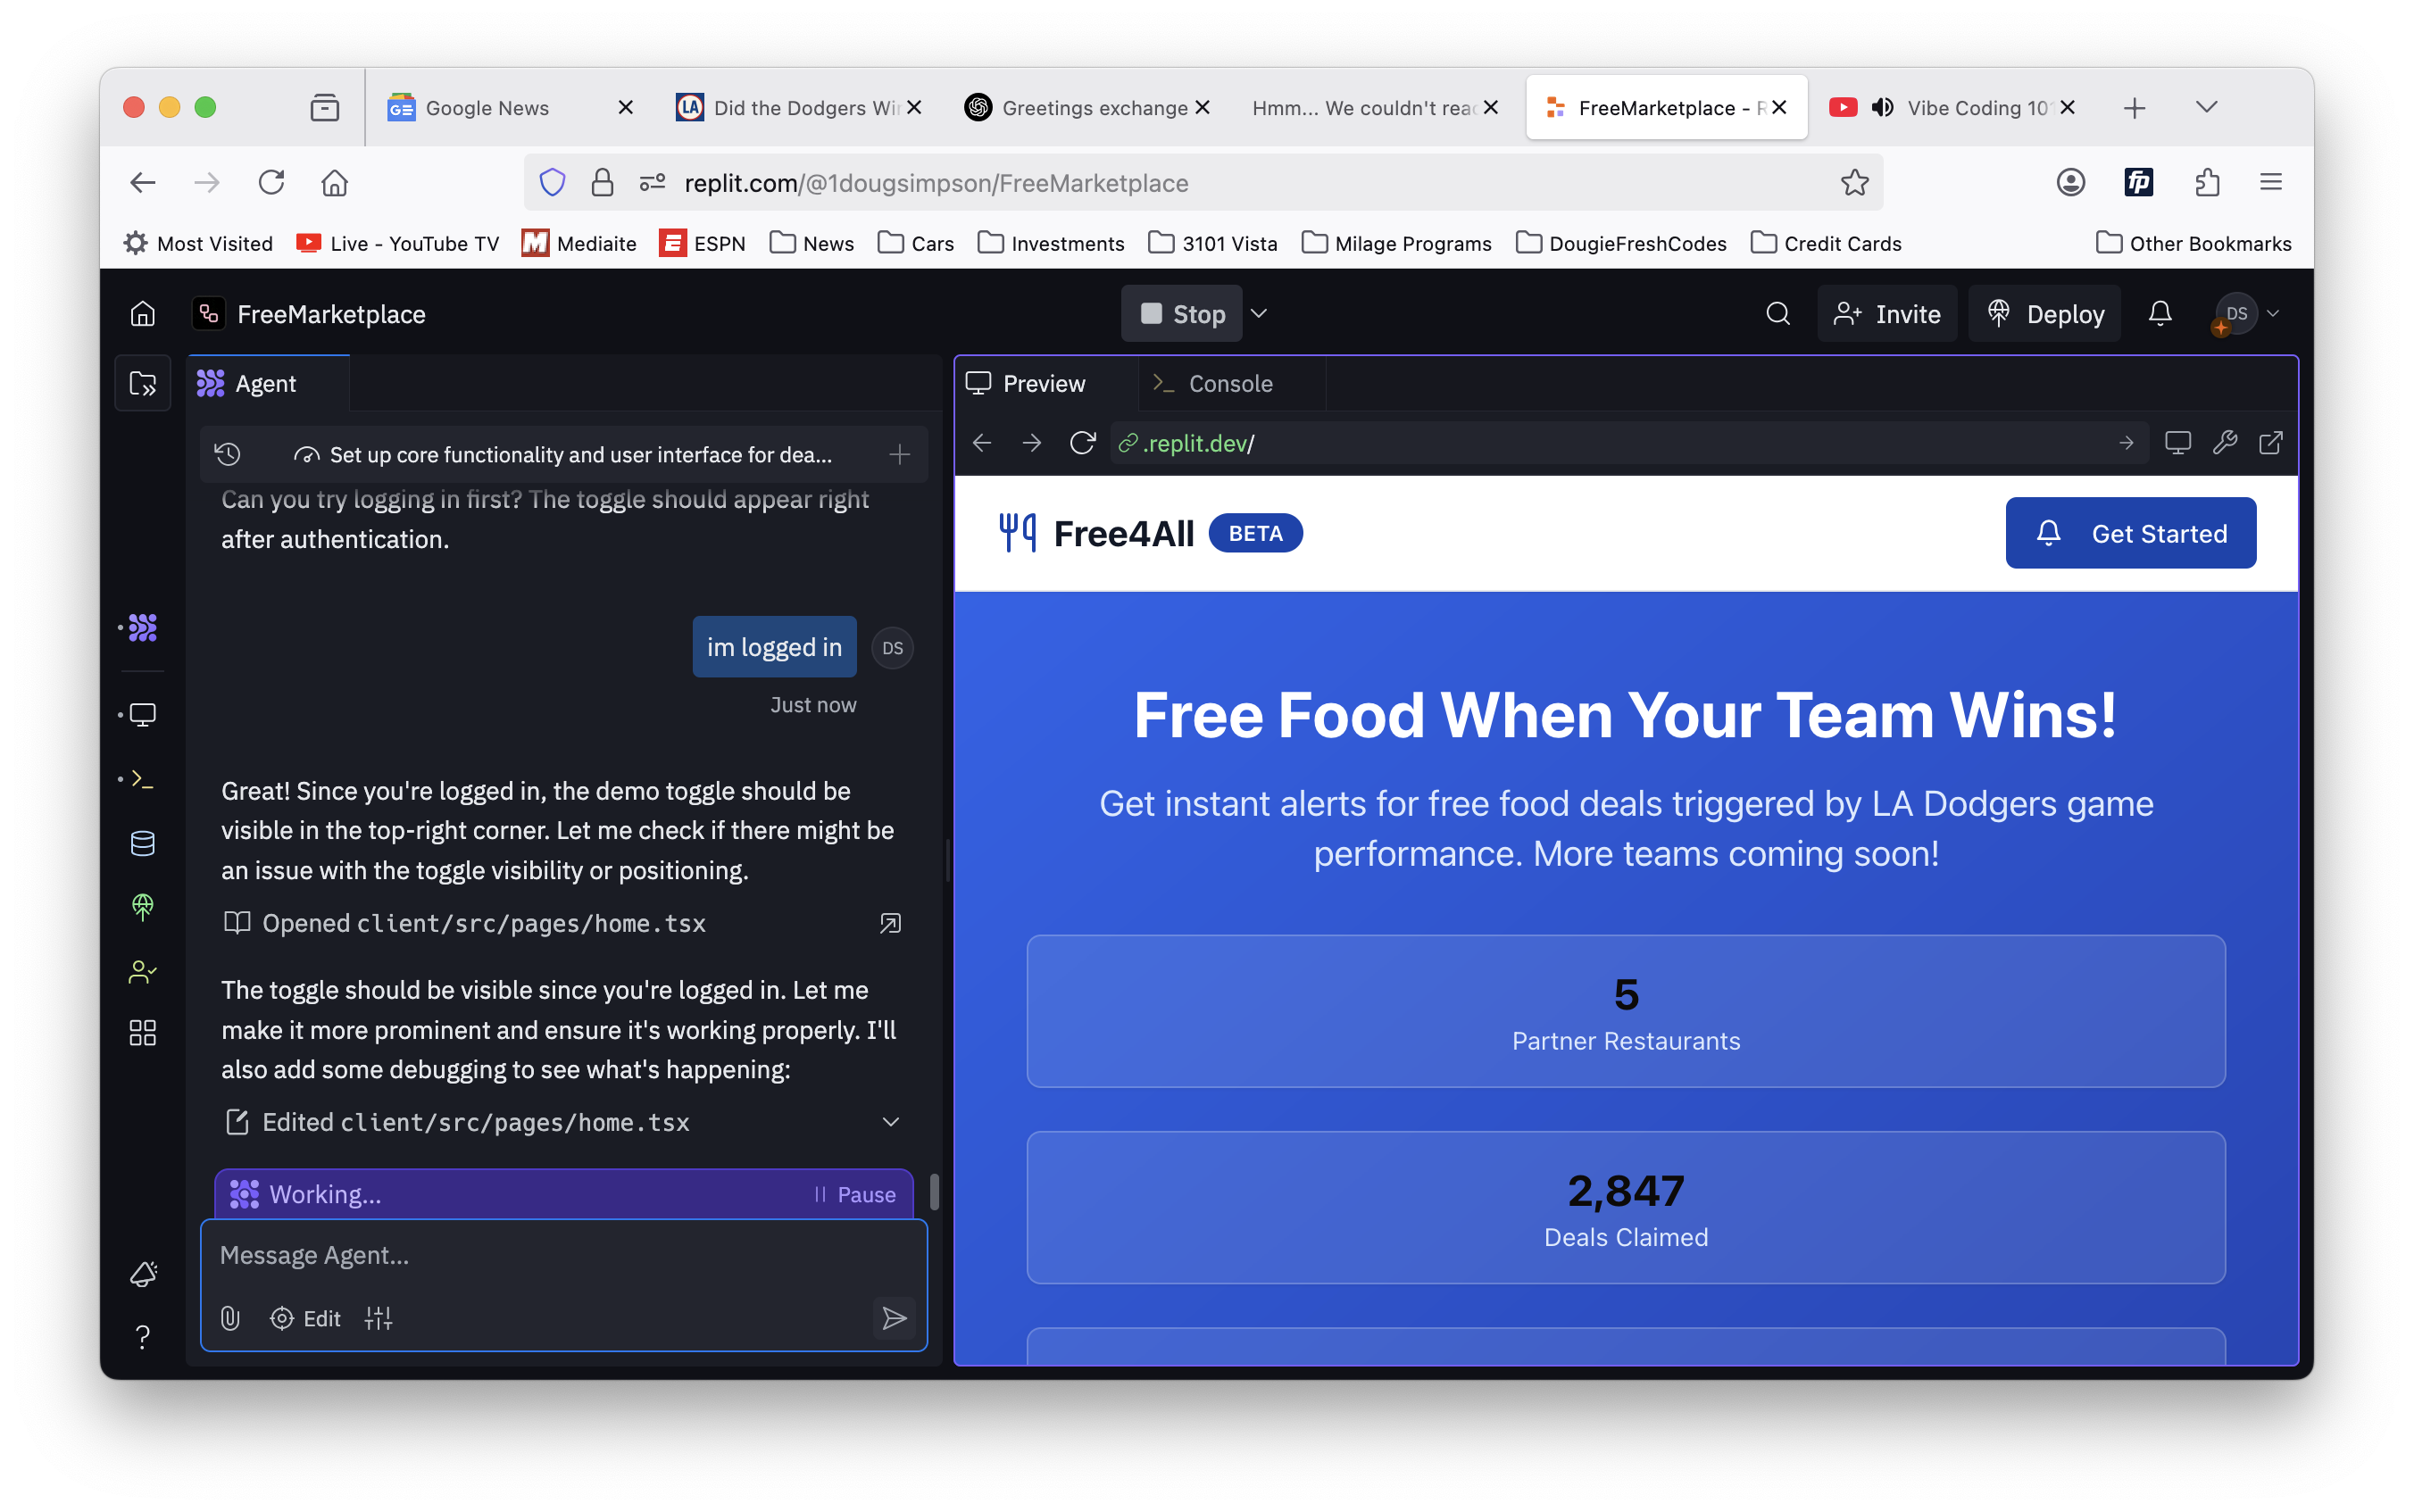 Google News
Did the Dodgers Wi
Greetings exchange
Hmm... We couldn't reac
FreeMarketplace - R
Vibe Coding 101
replit.com/@1dougsimpson/FreeMarketplace
fp
Most Visited
Live - YouTube TV
Mediaite
ESPN
News
Cars
Investments
3101 Vista
Milage Programs
DougieFreshCodes
Credit Cards
Other Bookmarks
FreeMarketplace
Stop
Invite
Deploy
DS
Agent
Set up core functionality and user interface for dea...
Can you try logging in first? The toggle should appear right
after authentication.
im logged in
DS
Just now
Great! Since you're logged in, the demo toggle should be
visible in the top-right corner. Let me check if there might be
an issue with the toggle visibility or positioning.
Opened client/src/pages/home.tsx
The toggle should be visible since you're logged in. Let me
make it more prominent and ensure it's working properly. I'll
also add some debugging to see what's happening:
Edited client/src/pages/home.tsx
Working...
Pause
Message Agent...
Edit
Preview
Console
.replit.dev/
Free4All
BETA
Get Started
Free Food When Your Team Wins!
Get instant alerts for free food deals triggered by LA Dodgers game
performance. More teams coming soon!
5
Partner Restaurants
2,847
Deals Claimed